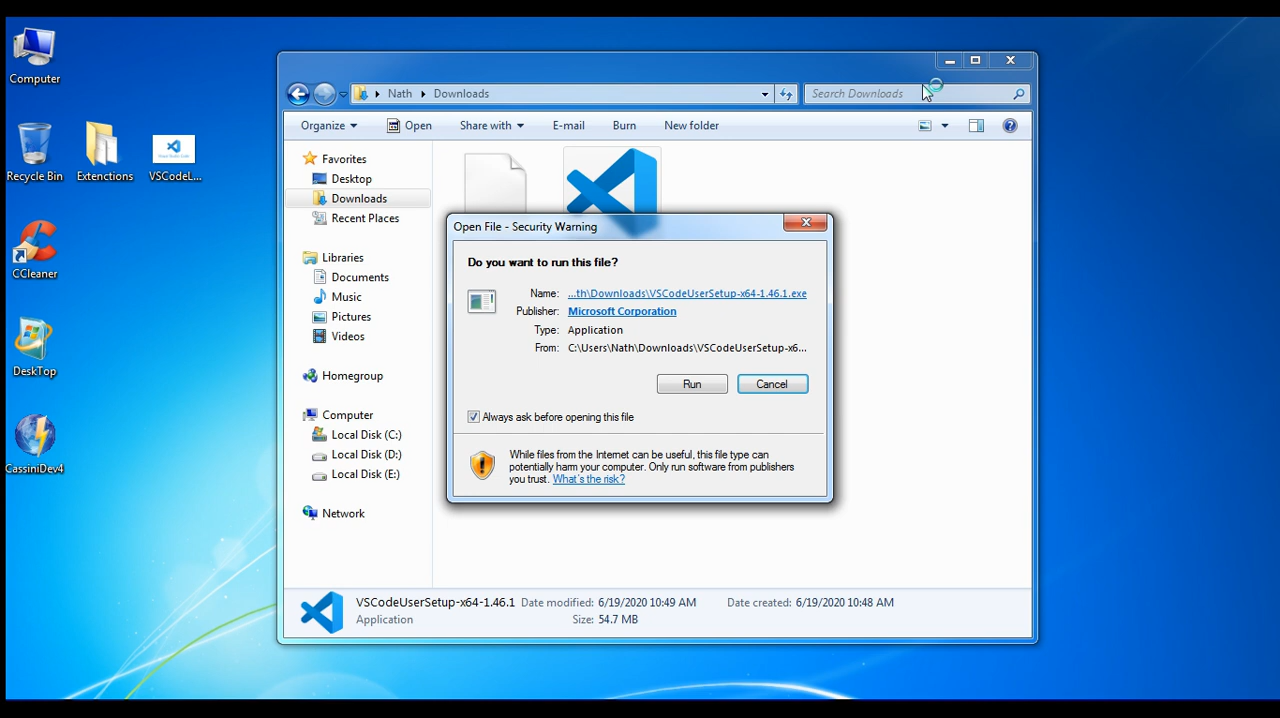 Computer
Recycle Bin
Extenctions
VSCodeL...
CCleaner
DeskTop
CassiniDev4
Nath
Downloads
Search Downloads
Organize
Open
Share with
E-mail
Burn
New folder
Favorites
Desktop
Downloads
Recent Places
Libraries
Documents
Music
Pictures
Videos
Homegroup
Computer
Local Disk (C:)
Local Disk (D:)
Local Disk (E:)
Network
Open File - Security Warning
Do you want to run this file?
Name: ...th\Downloads\VSCodeUserSetup-x64-1.46.1.exe
Publisher: Microsoft Corporation
Type: Application
From: C:\Users\Nath\Downloads\VSCodeUserSetup-x6...
Run
Cancel
Always ask before opening this file
While files from the Internet can be useful, this file type can
potentially harm your computer. Only run software from publishers
you trust. What's the risk?
VSCodeUserSetup-x64-1.46.1 Date modified: 6/19/2020 10:49 AM Date created: 6/19/2020 10:48 AM
Application Size: 54.7 MB